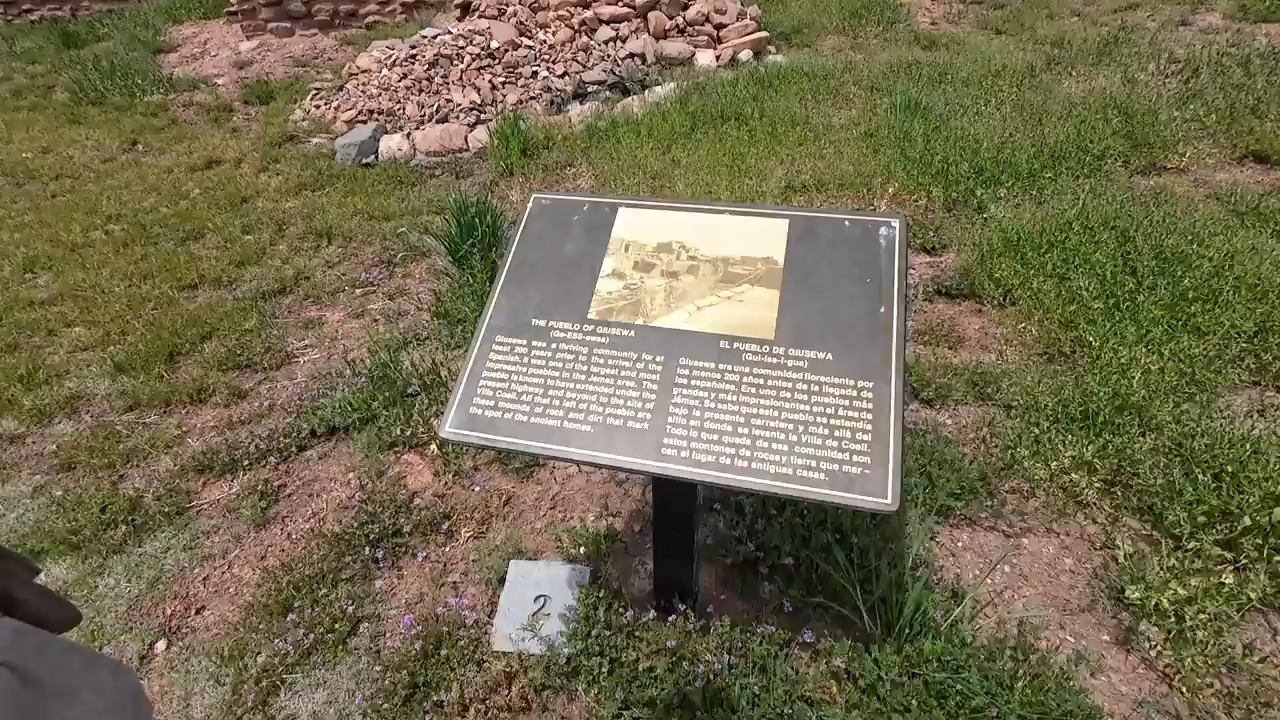 THE PUEBLO OF GIUSEWA
(Ge-ESS-ewaa)
Giusewa was a thriving community for at
least 200 years prior to the arrival of the
Spanish. It was one of the largest and most
impressive pueblos in the Jemez area. The
pueblo is known to have extended under the
present highway and beyond to the site of
Villa Coeli. All that is left of the pueblo are
these mounds of rock and dirt that mark
the spot of the ancient homes.
EL PUEBLO DE GIUSEWA
(Gui-ise-i-gua)
Giusewa era una comunidad floreciente por
los menos 200 años antes de la llegada de
los españoles. Era uno de los pueblos más
grandes y más impresionantes en el área de
Jémez. Se sabe que este pueblo se extendía
bajo la presente carretera y más allá del
sitio en donde se levanta la Villa de Coeli.
Todo lo que queda de esa comunidad son
estos montones de rocas y tierra que mer-
can el lugar de las antiguas casas.
2